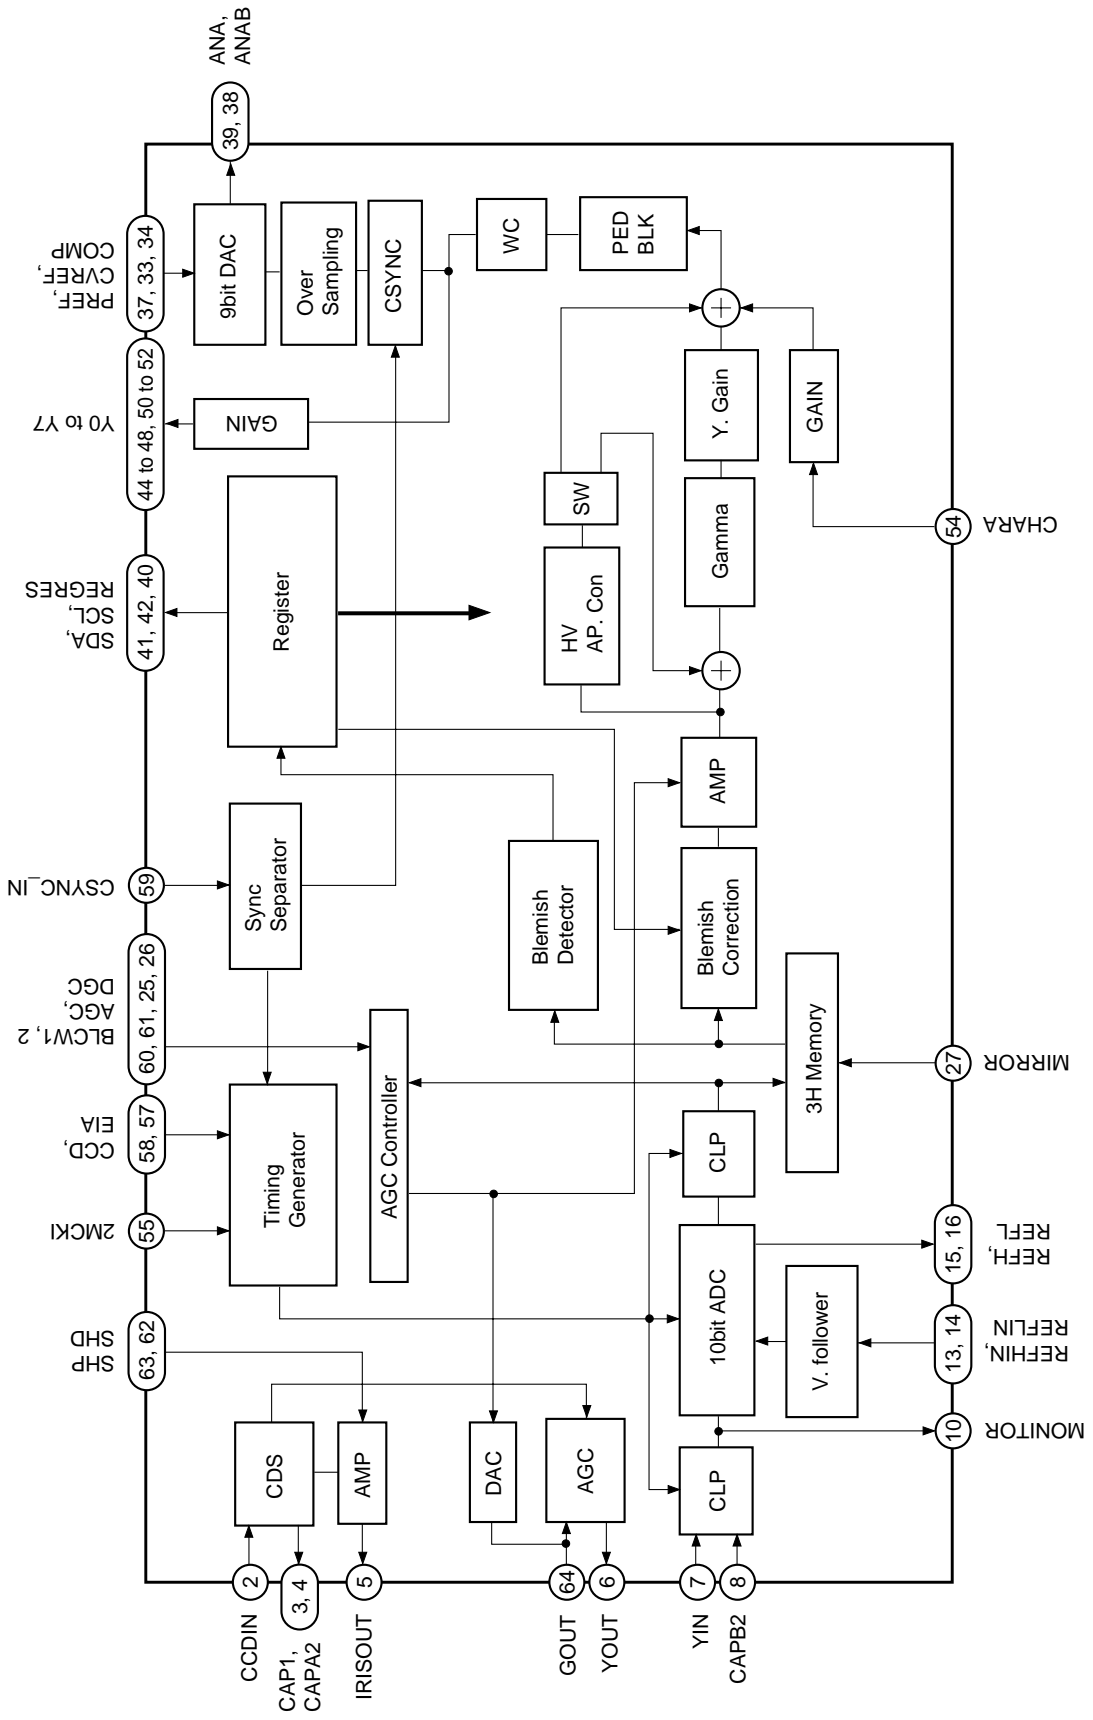 ANA,
ANAB
39, 38
PREF,
CVREF,
COMP
37, 33, 34
Y0 to Y7
44 to 48, 50 to 52
SDA,
SCL,
REGRES
41, 42, 40
CSYNC_IN
59
BLCW1, 2
AGC,
DGC
60, 61, 25, 26
CCD,
EIA
58, 57
2MCKI
55
SHP
SHD
63, 62
9bit DAC
Over
Sampling
CSYNC
WC
PED
BLK
GAIN
Register
SW
HV
AP. Con
Y. Gain
Gamma
GAIN
Sync
Separator
Blemish
Detector
AMP
Blemish
Correction
3H Memory
Timing
Generator
AGC Controller
CLP
10bit ADC
V. follower
CDS
AMP
DAC
AGC
CLP
CCDIN
2
CAP1,
CAPA2
3, 4
IRISOUT
5
GOUT
64
YOUT
6
YIN
7
CAPB2
8
MONITOR
10
REFHIN,
REFLIN
13, 14
REFH,
REFL
15, 16
MIRROR
27
CHARA
54